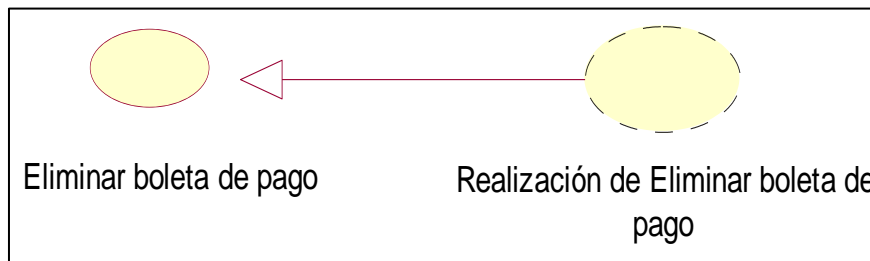 Eliminar boleta de pago
Realización de Eliminar boleta de
pago